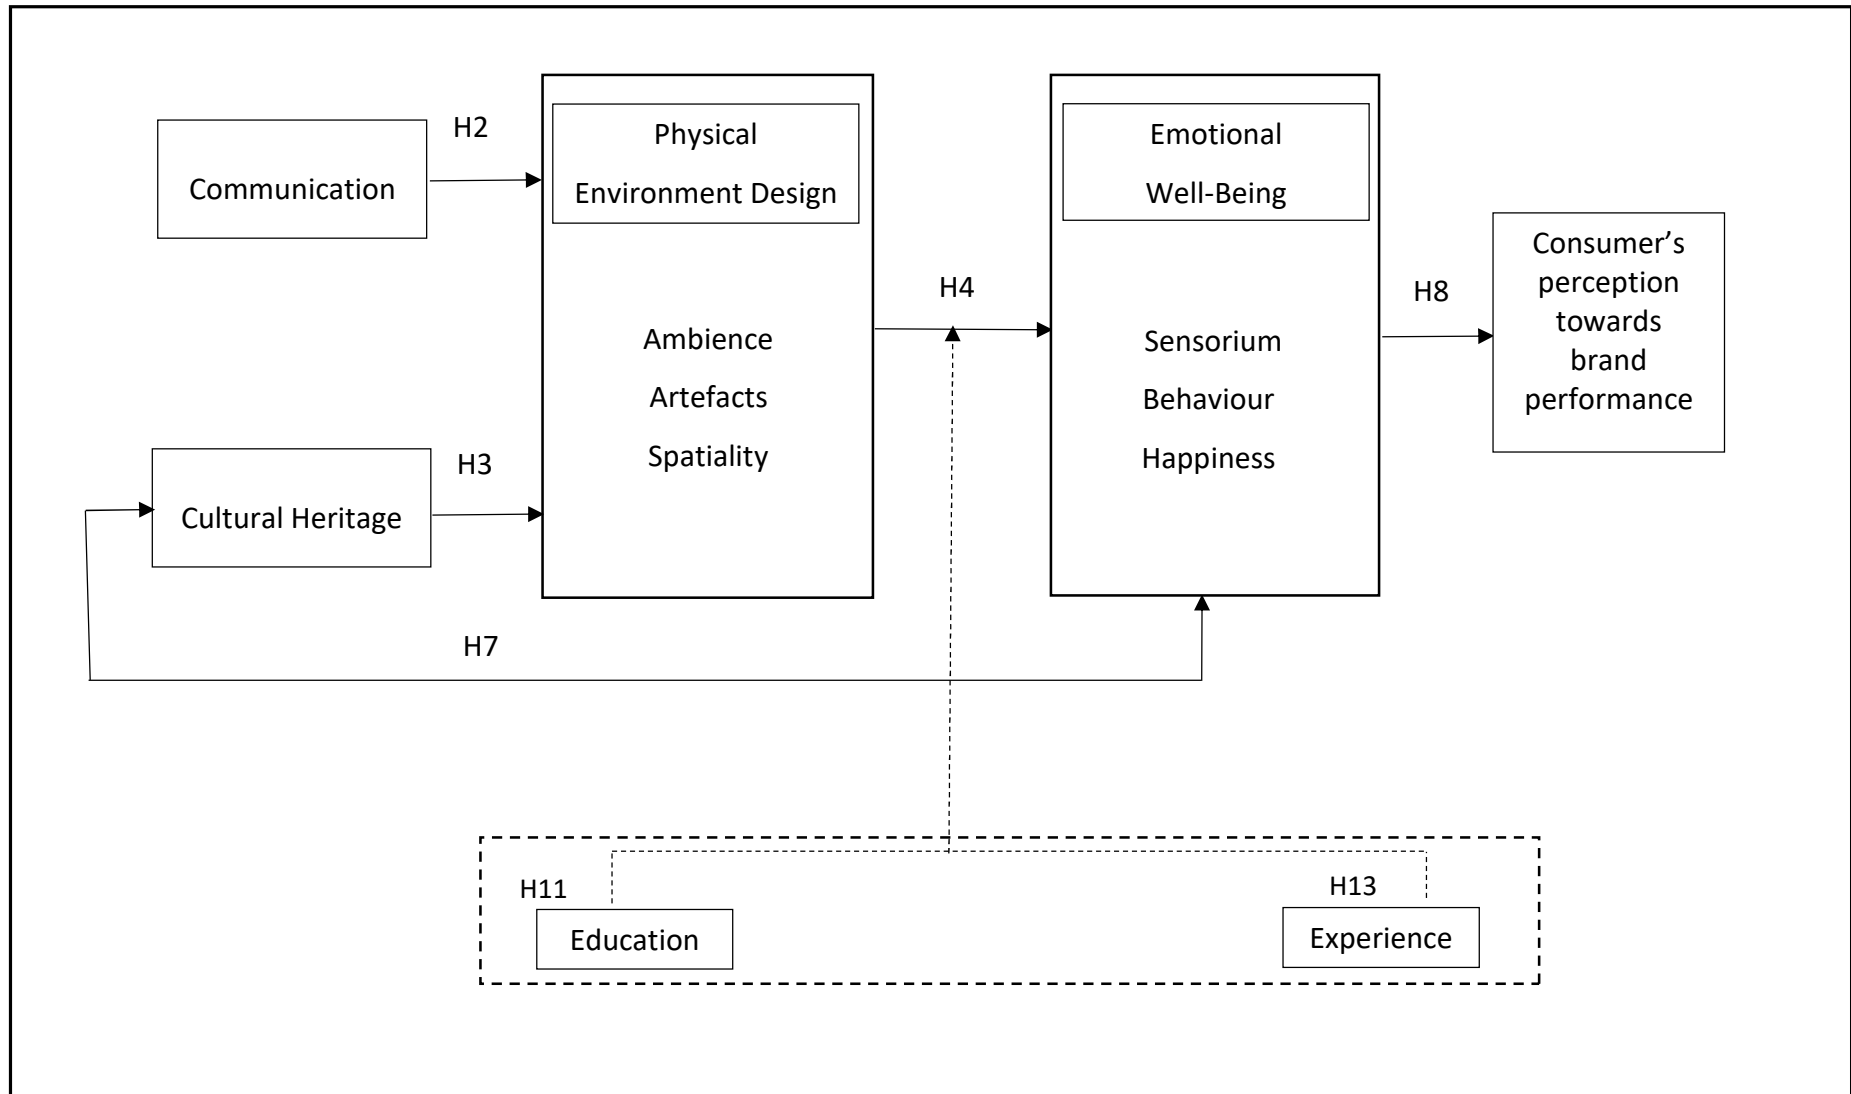 H2
Communication
Physical
Environment Design
Ambience
Artefacts
Spatiality
H3
Cultural Heritage
H4
Emotional
Well-Being
Sensorium
Behaviour
Happiness
H8
Consumer’s
perception
towards
brand
performance
H7
H11
Education
H13
Experience